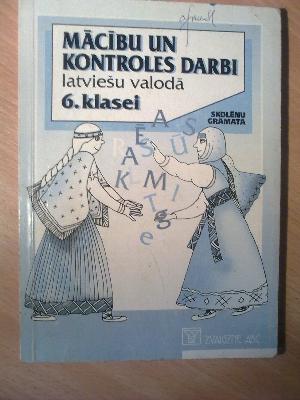 MĀCĪBU UN
KONTROLES DARBI
latviešu valodā
6. klasei
SKOLĒNU
GRĀMATA
A
E S
R A S Ū
A E
K L M I
T g
e
ZVAIGZNE ABC